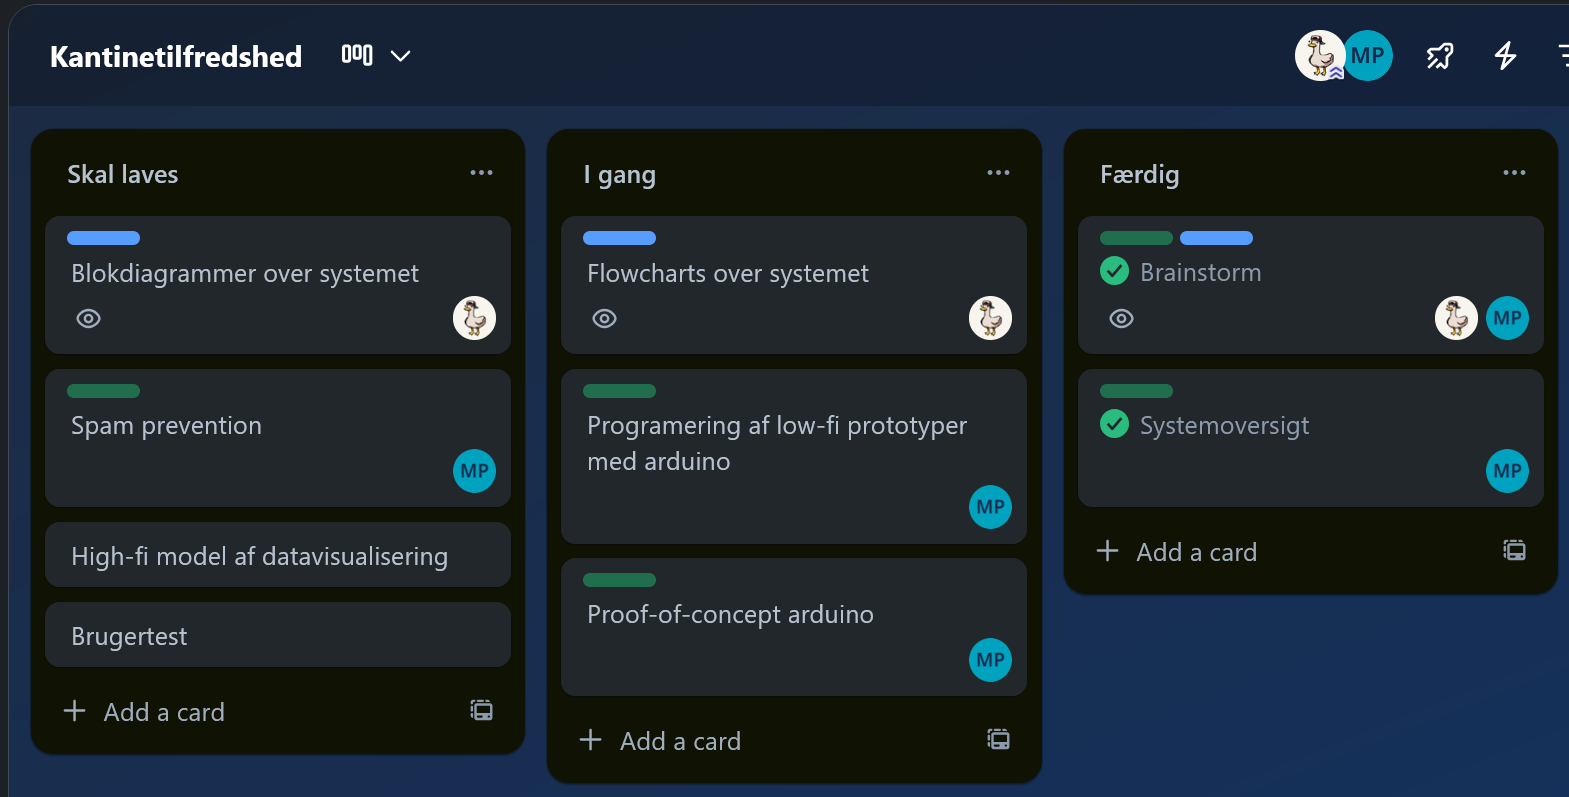 Kantinetilfredshed
MP
Skal laves
Blokdiagrammer over systemet
Spam prevention
MP
High-fi model af datavisualisering
Brugertest
Add a card
I gang
Flowcharts over systemet
Programering af low-fi prototyper
med arduino
MP
Proof-of-concept arduino
MP
Add a card
Færdig
Brainstorm
MP
Systemoversigt
MP
Add a card